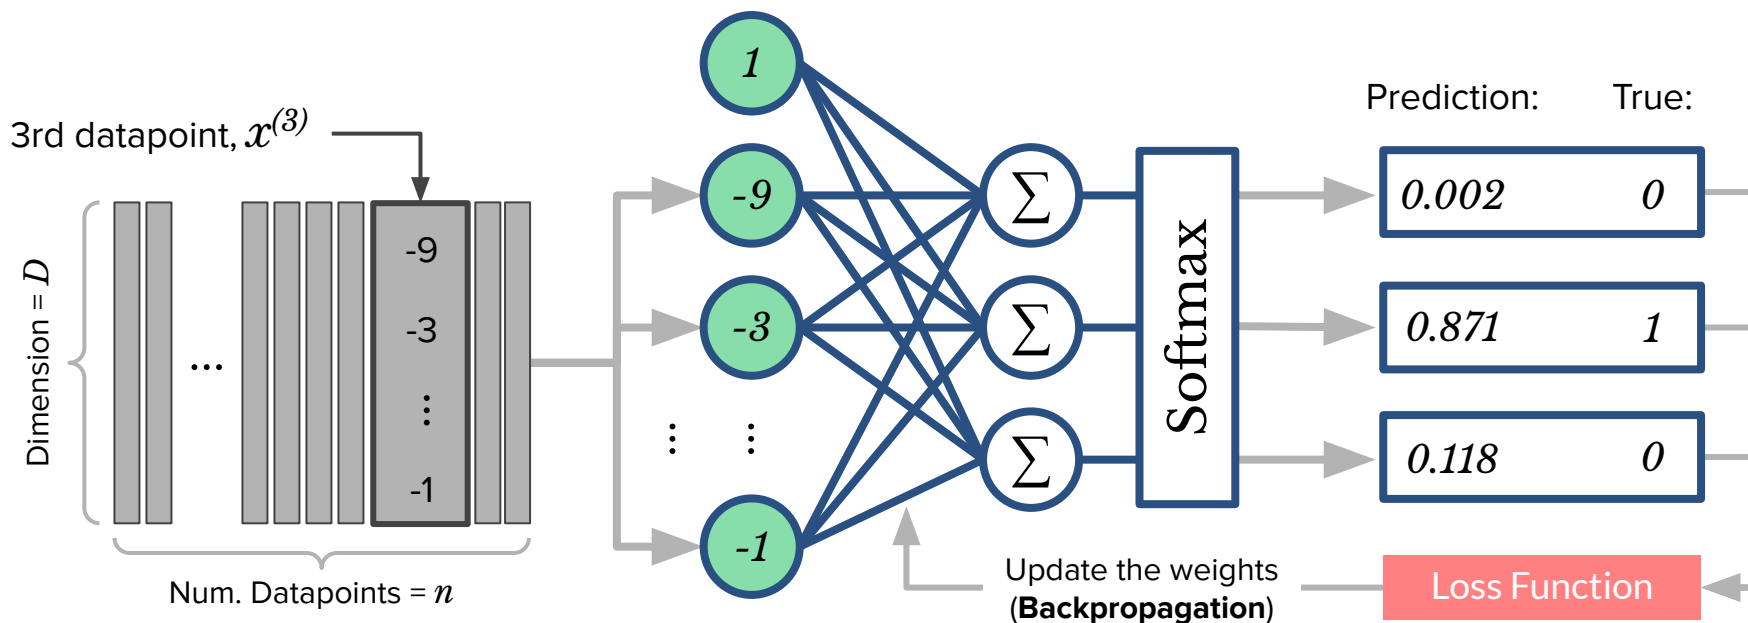 3rd datapoint, x^(3)
Dimension = D
...
-9
-3
⋮
-1
Num. Datapoints = n
1
-9
-3
⋮ ⋮
-1
Σ
Σ
Σ
Softmax
Prediction: True:
0.002 0
0.871 1
0.118 0
Update the weights
(Backpropagation)
Loss Function